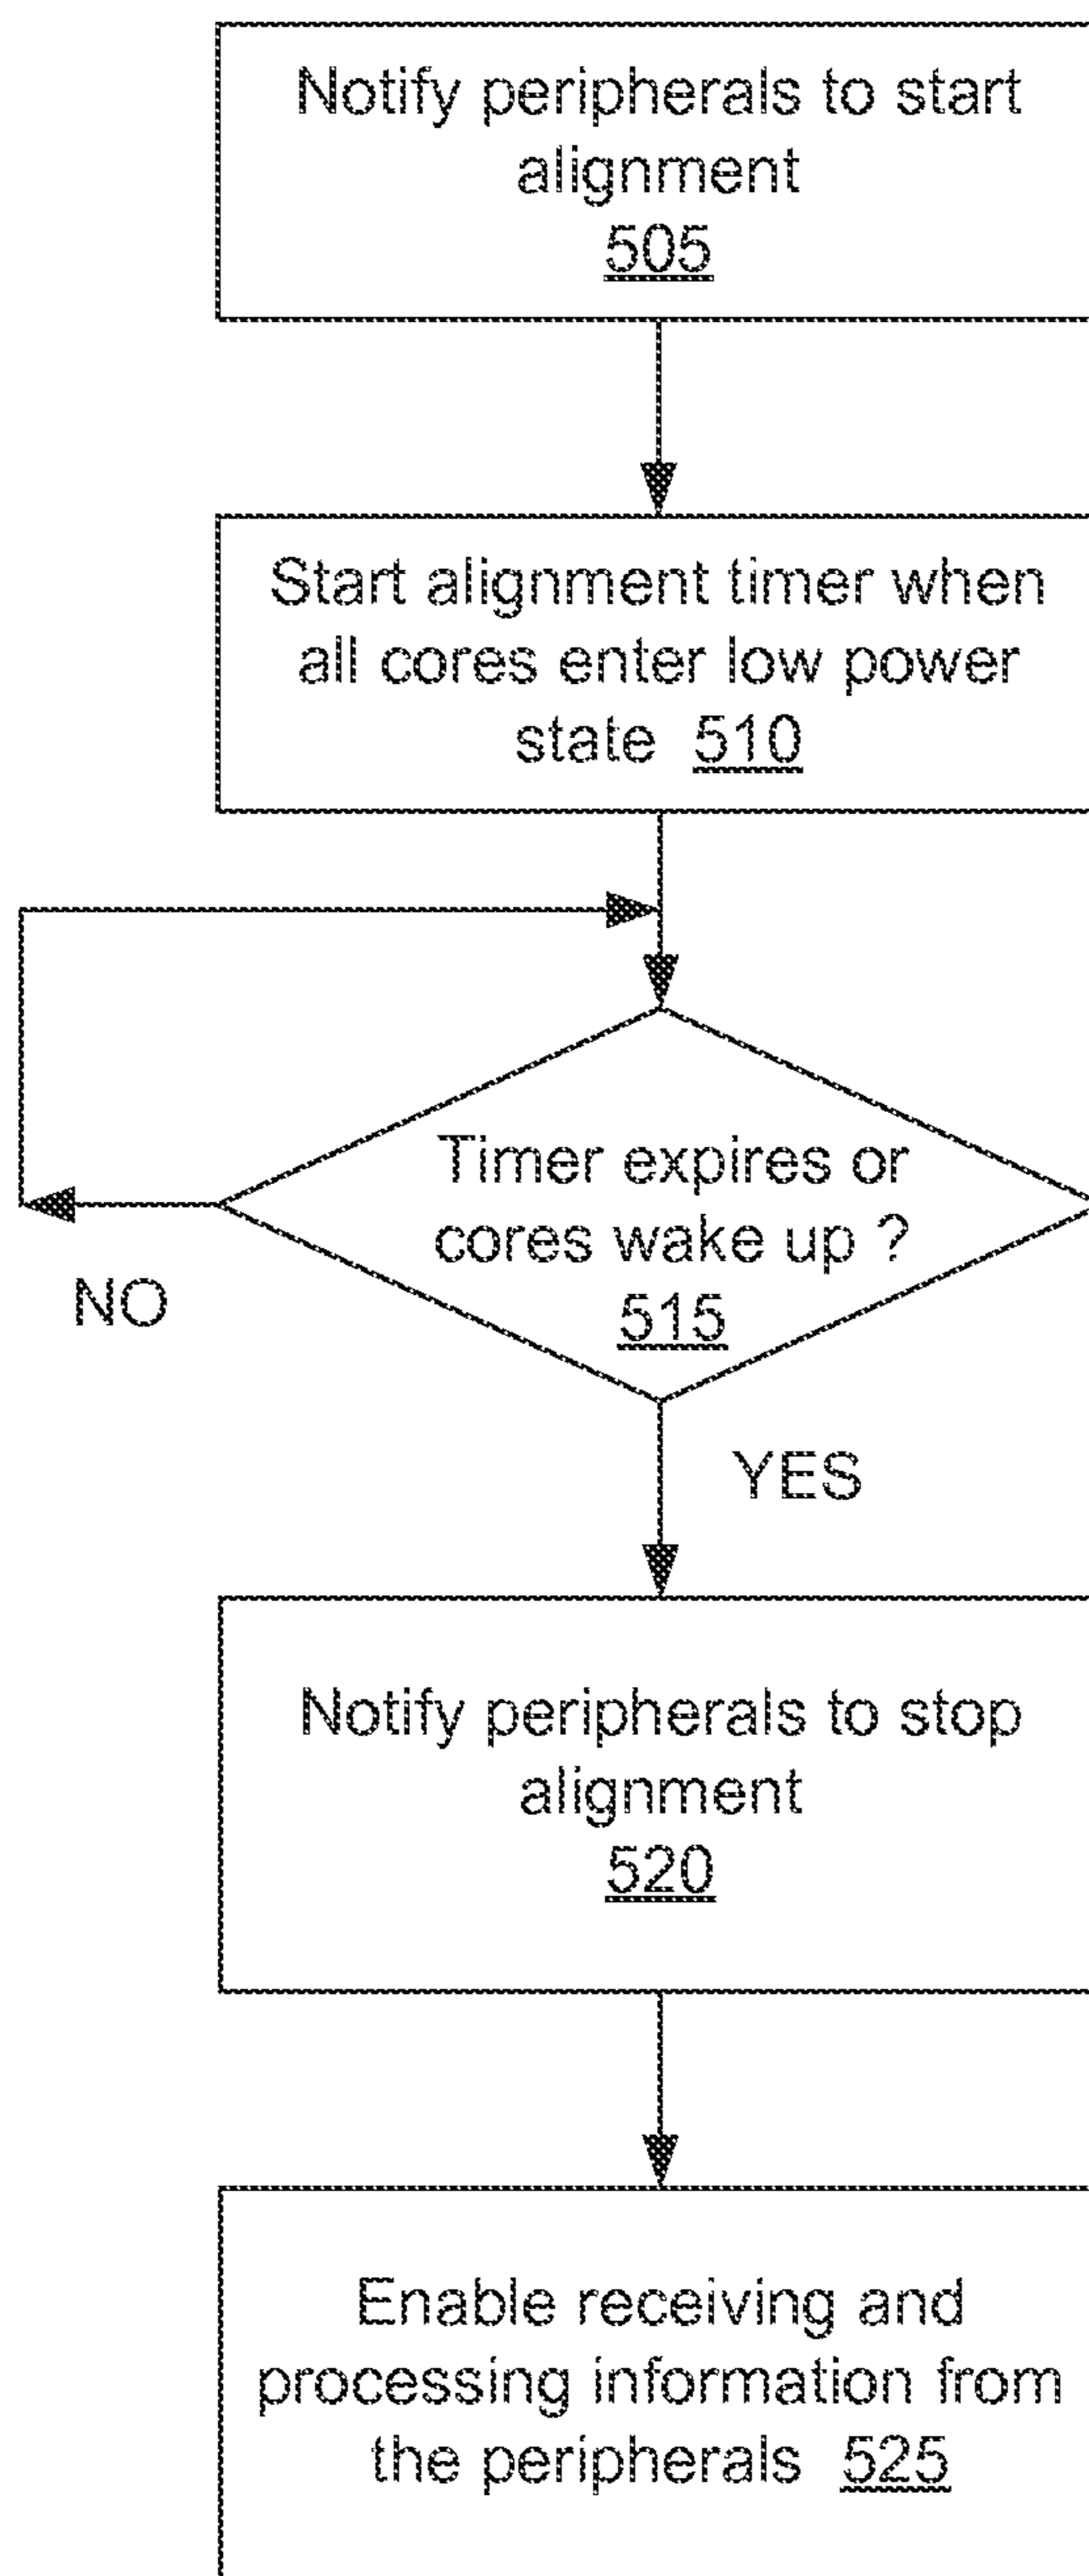 Notify peripherals to start
alignment
505
Start alignment timer when
all cores enter low power
state 510
Timer expires or
cores wake up ?
515
NO
YES
Notify peripherals to stop
alignment
520
Enable receiving and
processing information from
the peripherals 525